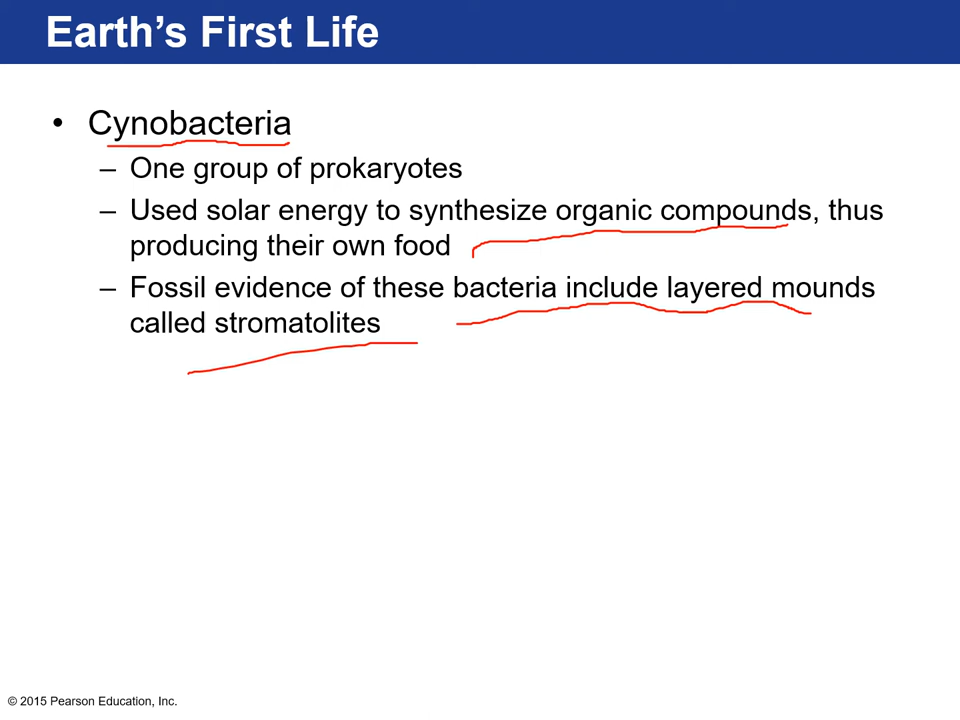 Earth’s First Life
• Cynobacteria
– One group of prokaryotes
– Used solar energy to synthesize organic compounds, thus
producing their own food
– Fossil evidence of these bacteria include layered mounds
called stromatolites
© 2015 Pearson Education, Inc.